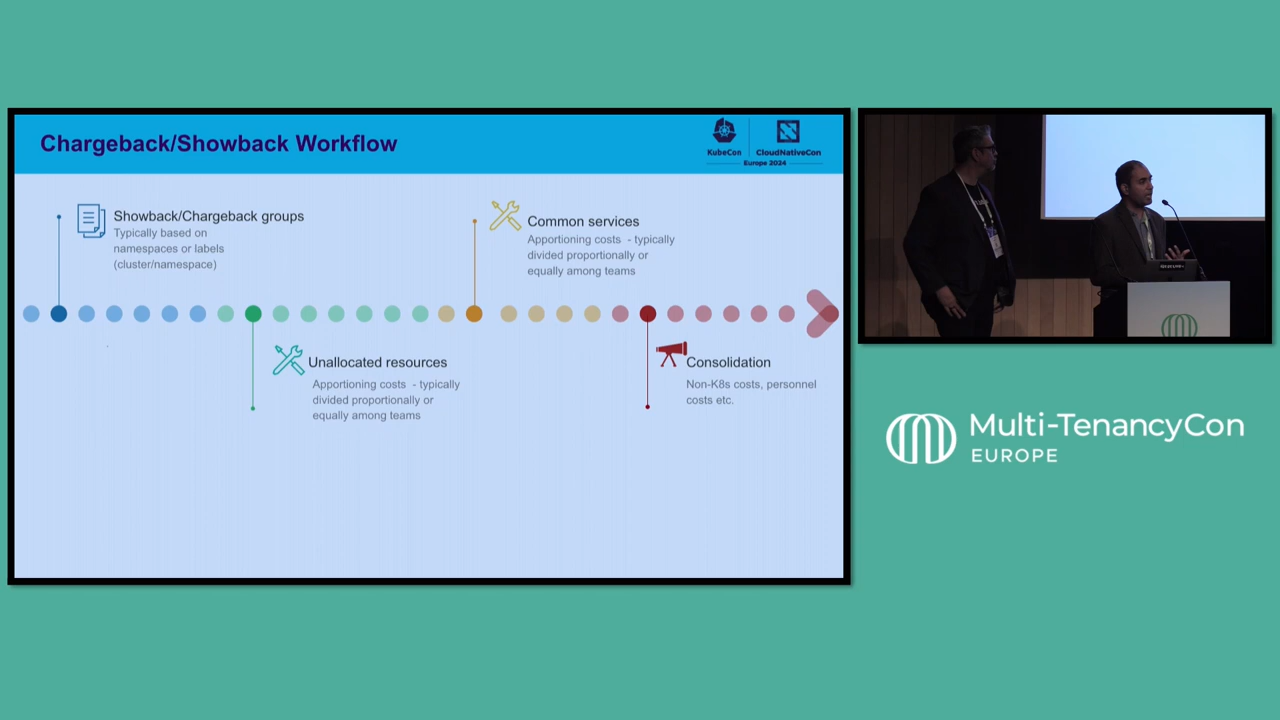 Chargeback/Showback Workflow
KubeCon
CloudNativeCon
Europe 2024
Showback/Chargeback groups
Typically based on
namespaces or labels
(cluster/namespace)
Common services
Apportioning costs - typically
divided proportionally or
equally among teams
Unallocated resources
Apportioning costs - typically
divided proportionally or
equally among teams
Consolidation
Non-K8s costs, personnel
costs etc.
Multi-TenancyCon
EUROPE